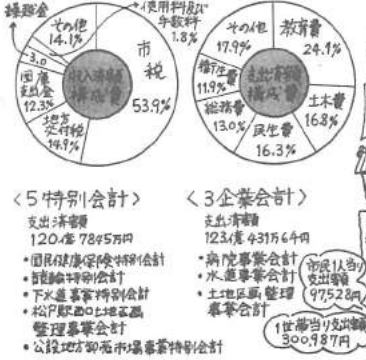 繰越金
3.0
その他
14.1%
使用料及び
手数料
1.8%
市税
53.9%
国庫
支出金
12.3%
地方
交付税
14.9%
収入済額
構成費
その他
17.9%
教育費
24.1%
衛生費
11.9%
総務費
13.0%
民生費
16.3%
土木費
16.8%
支出済額
構成費
〈5特別会計〉
支出済額
120億7845万円
・国民健康保険特別会計
・競輪特別会計
・下水道事業特別会計
・松戸駅西口土地区画
整理事業会計
・公設地方卸売市場事業特別会計
〈3企業会計〉
支出済額
123億431万64円
・病院事業会計
・水道事業会計
・土地区画整理
事業会計
市民1人当り
支出額
97,528円
1世帯当り支出額
300,987円